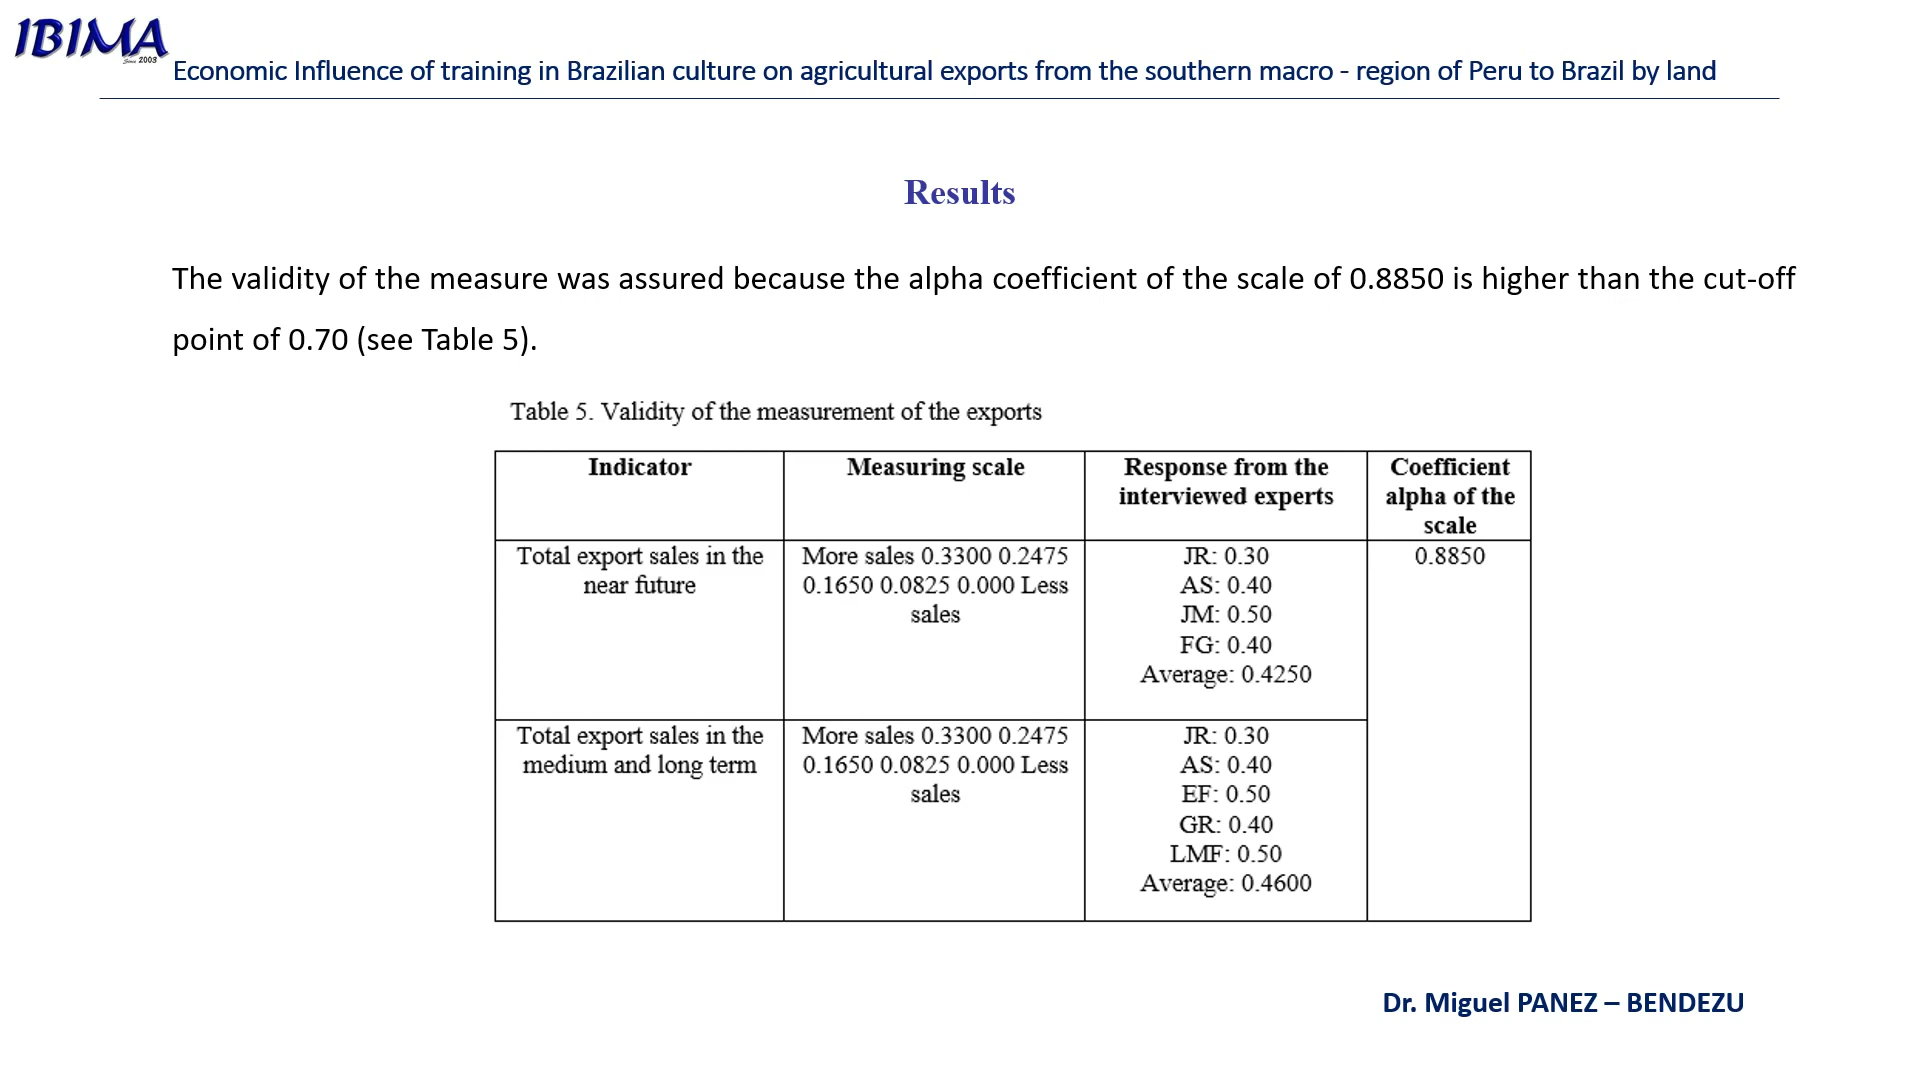 IBIMA
Since 2003
Economic Influence of training in Brazilian culture on agricultural exports from the southern macro - region of Peru to Brazil by land
Results
The validity of the measure was assured because the alpha coefficient of the scale of 0.8850 is higher than the cut-off
point of 0.70 (see Table 5).
Table 5. Validity of the measurement of the exports
Indicator
Measuring scale
Response from the
interviewed experts
Coefficient
alpha of the
scale
Total export sales in the
near future
More sales 0.3300 0.2475
0.1650 0.0825 0.000 Less
sales
JR: 0.30
AS: 0.40
JM: 0.50
FG: 0.40
Average: 0.4250
0.8850
Total export sales in the
medium and long term
More sales 0.3300 0.2475
0.1650 0.0825 0.000 Less
sales
JR: 0.30
AS: 0.40
EF: 0.50
GR: 0.40
LMF: 0.50
Average: 0.4600
Dr. Miguel PANEZ – BENDEZU